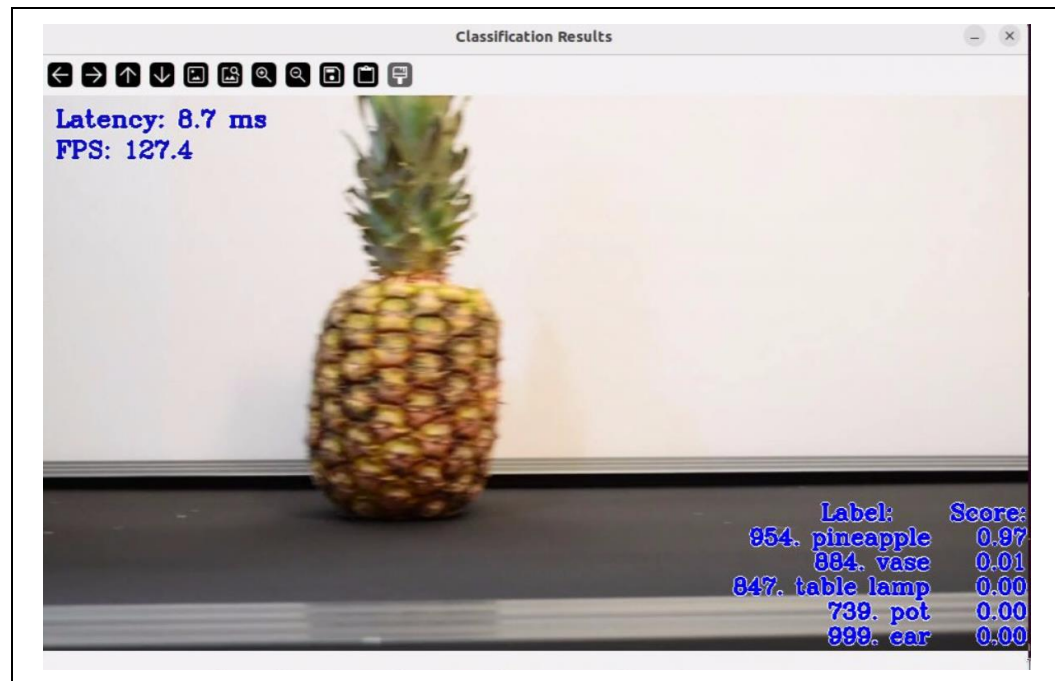 Classification Results
Latency: 8.7 ms
FPS: 127.4
Label: Score:
954. pineapple 0.97
884. vase 0.01
847. table lamp 0.00
739. pot 0.00
999. ear 0.00